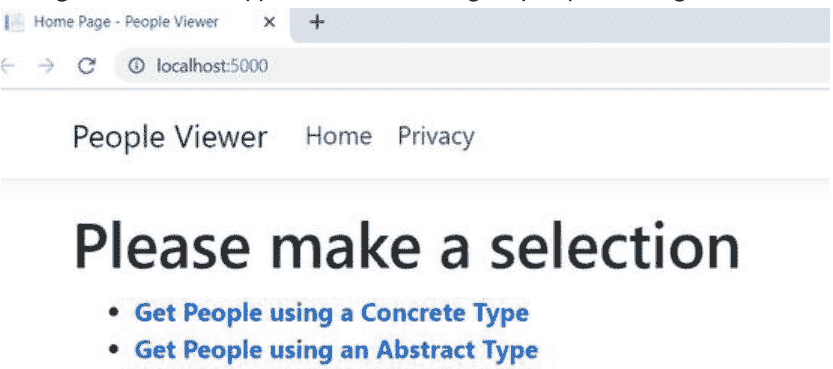 Home Page - People Viewer
localhost:5000
People Viewer Home Privacy
Please make a selection
Get People using a Concrete Type
Get People using an Abstract Type